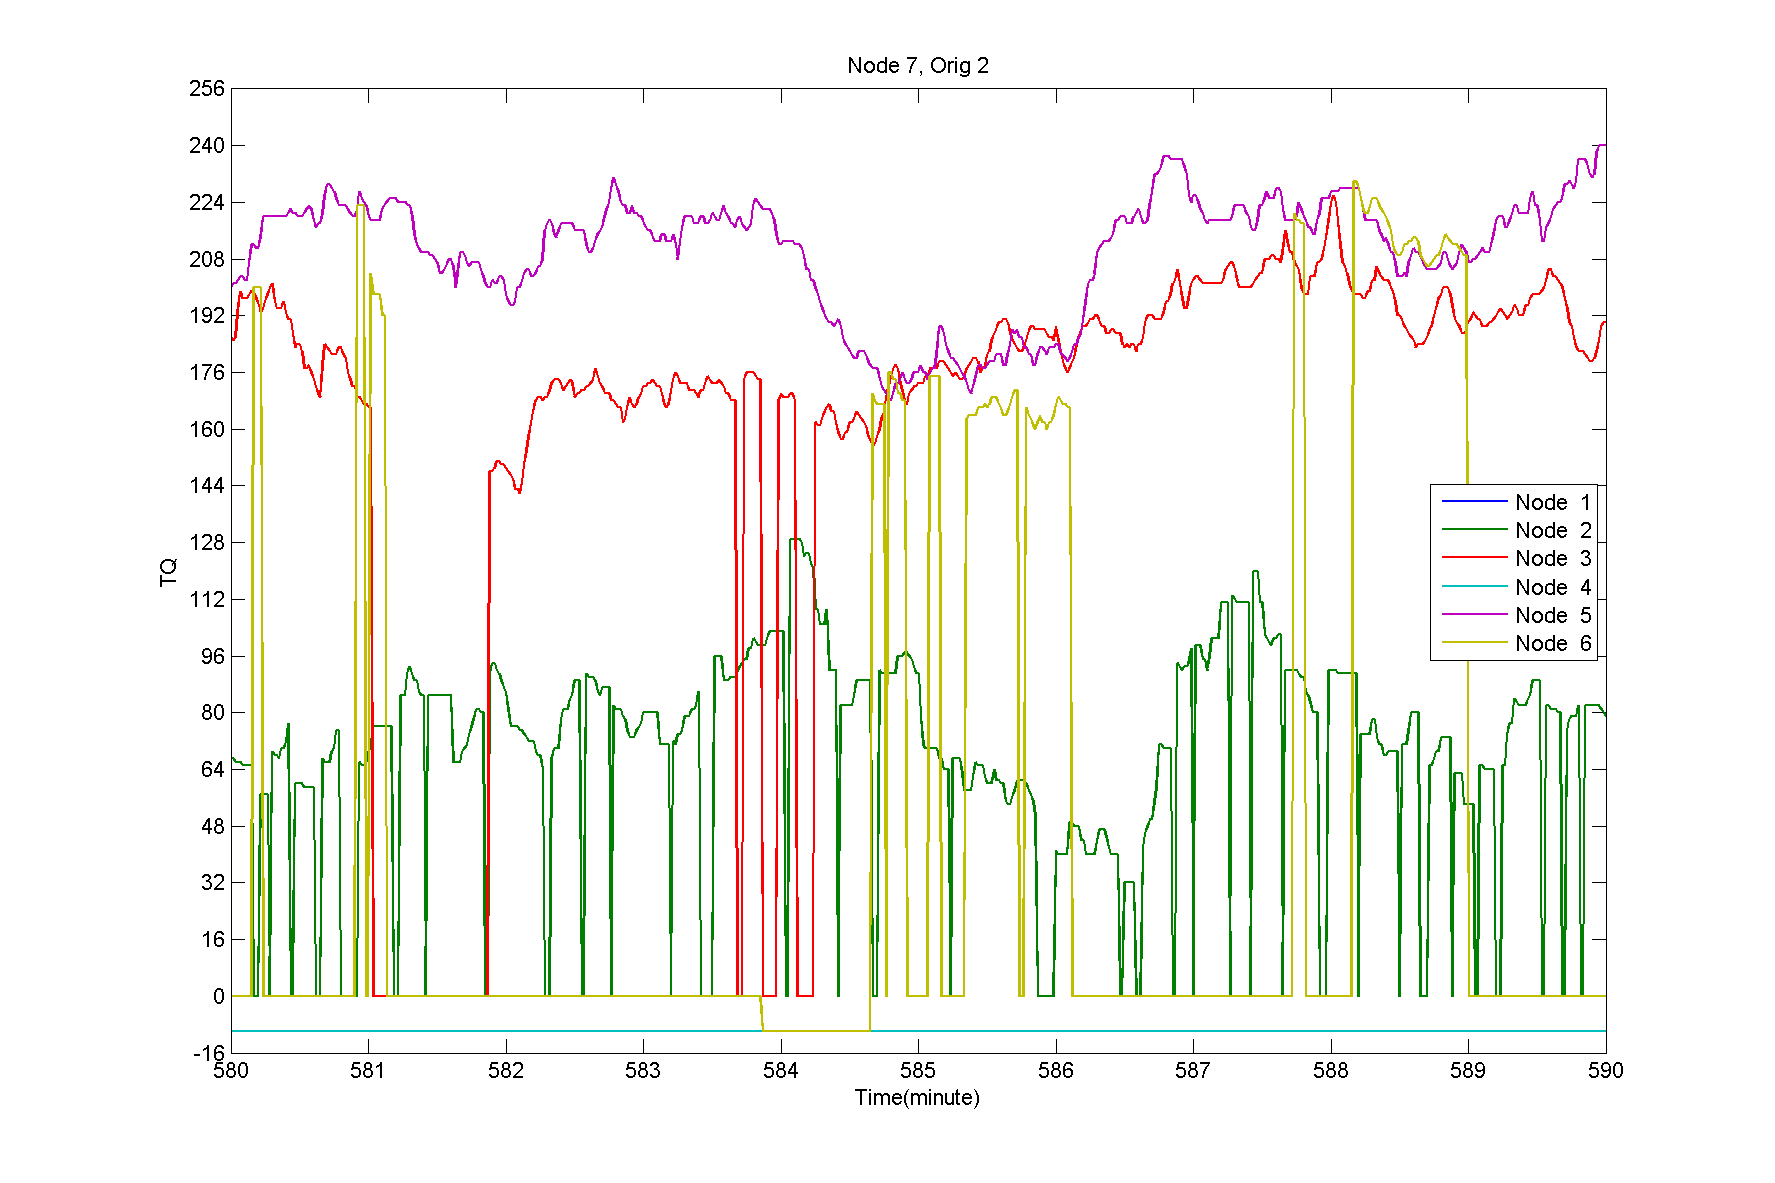 Node 7, Orig 2
256
240
224
208
192
176
160
144
128
112
96
80
64
48
32
16
0
-16
TQ
580 581 582 583 584 585 586 587 588 589 590
Time(minute)
Node 1
Node 2
Node 3
Node 4
Node 5
Node 6